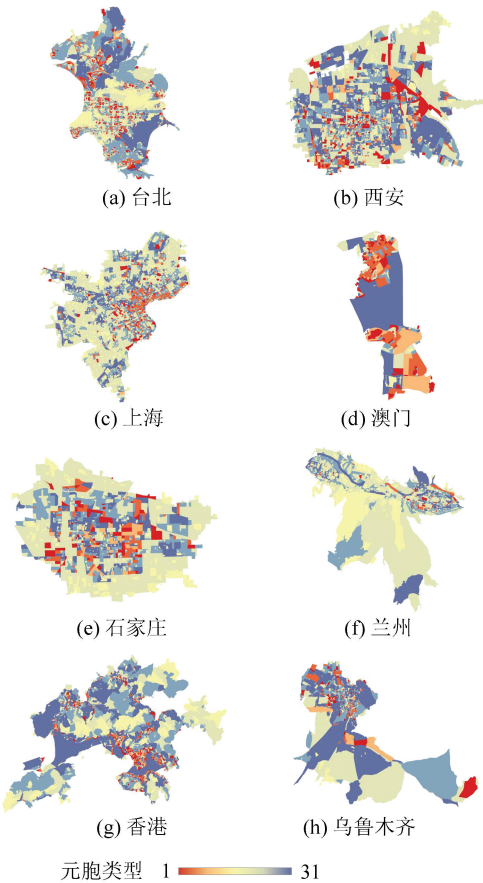 (a) 台北
(b) 西安
(c) 上海
(d) 澳门
(e) 石家庄
(f) 兰州
(g) 香港
(h) 乌鲁木齐
元胞类型 1 31